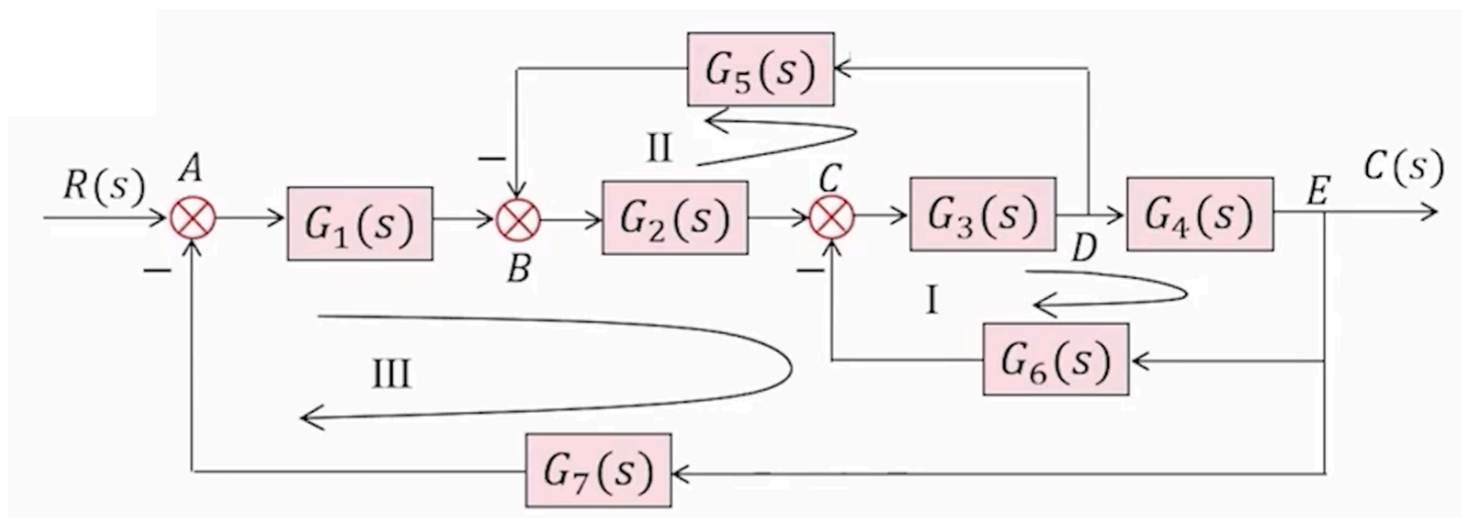 G₅(s)
II
R(s) A − C C(s)
G₁(s) G₂(s) G₃(s) G₄(s) E
− B − D
I
G₆(s)
III
G₇(s)